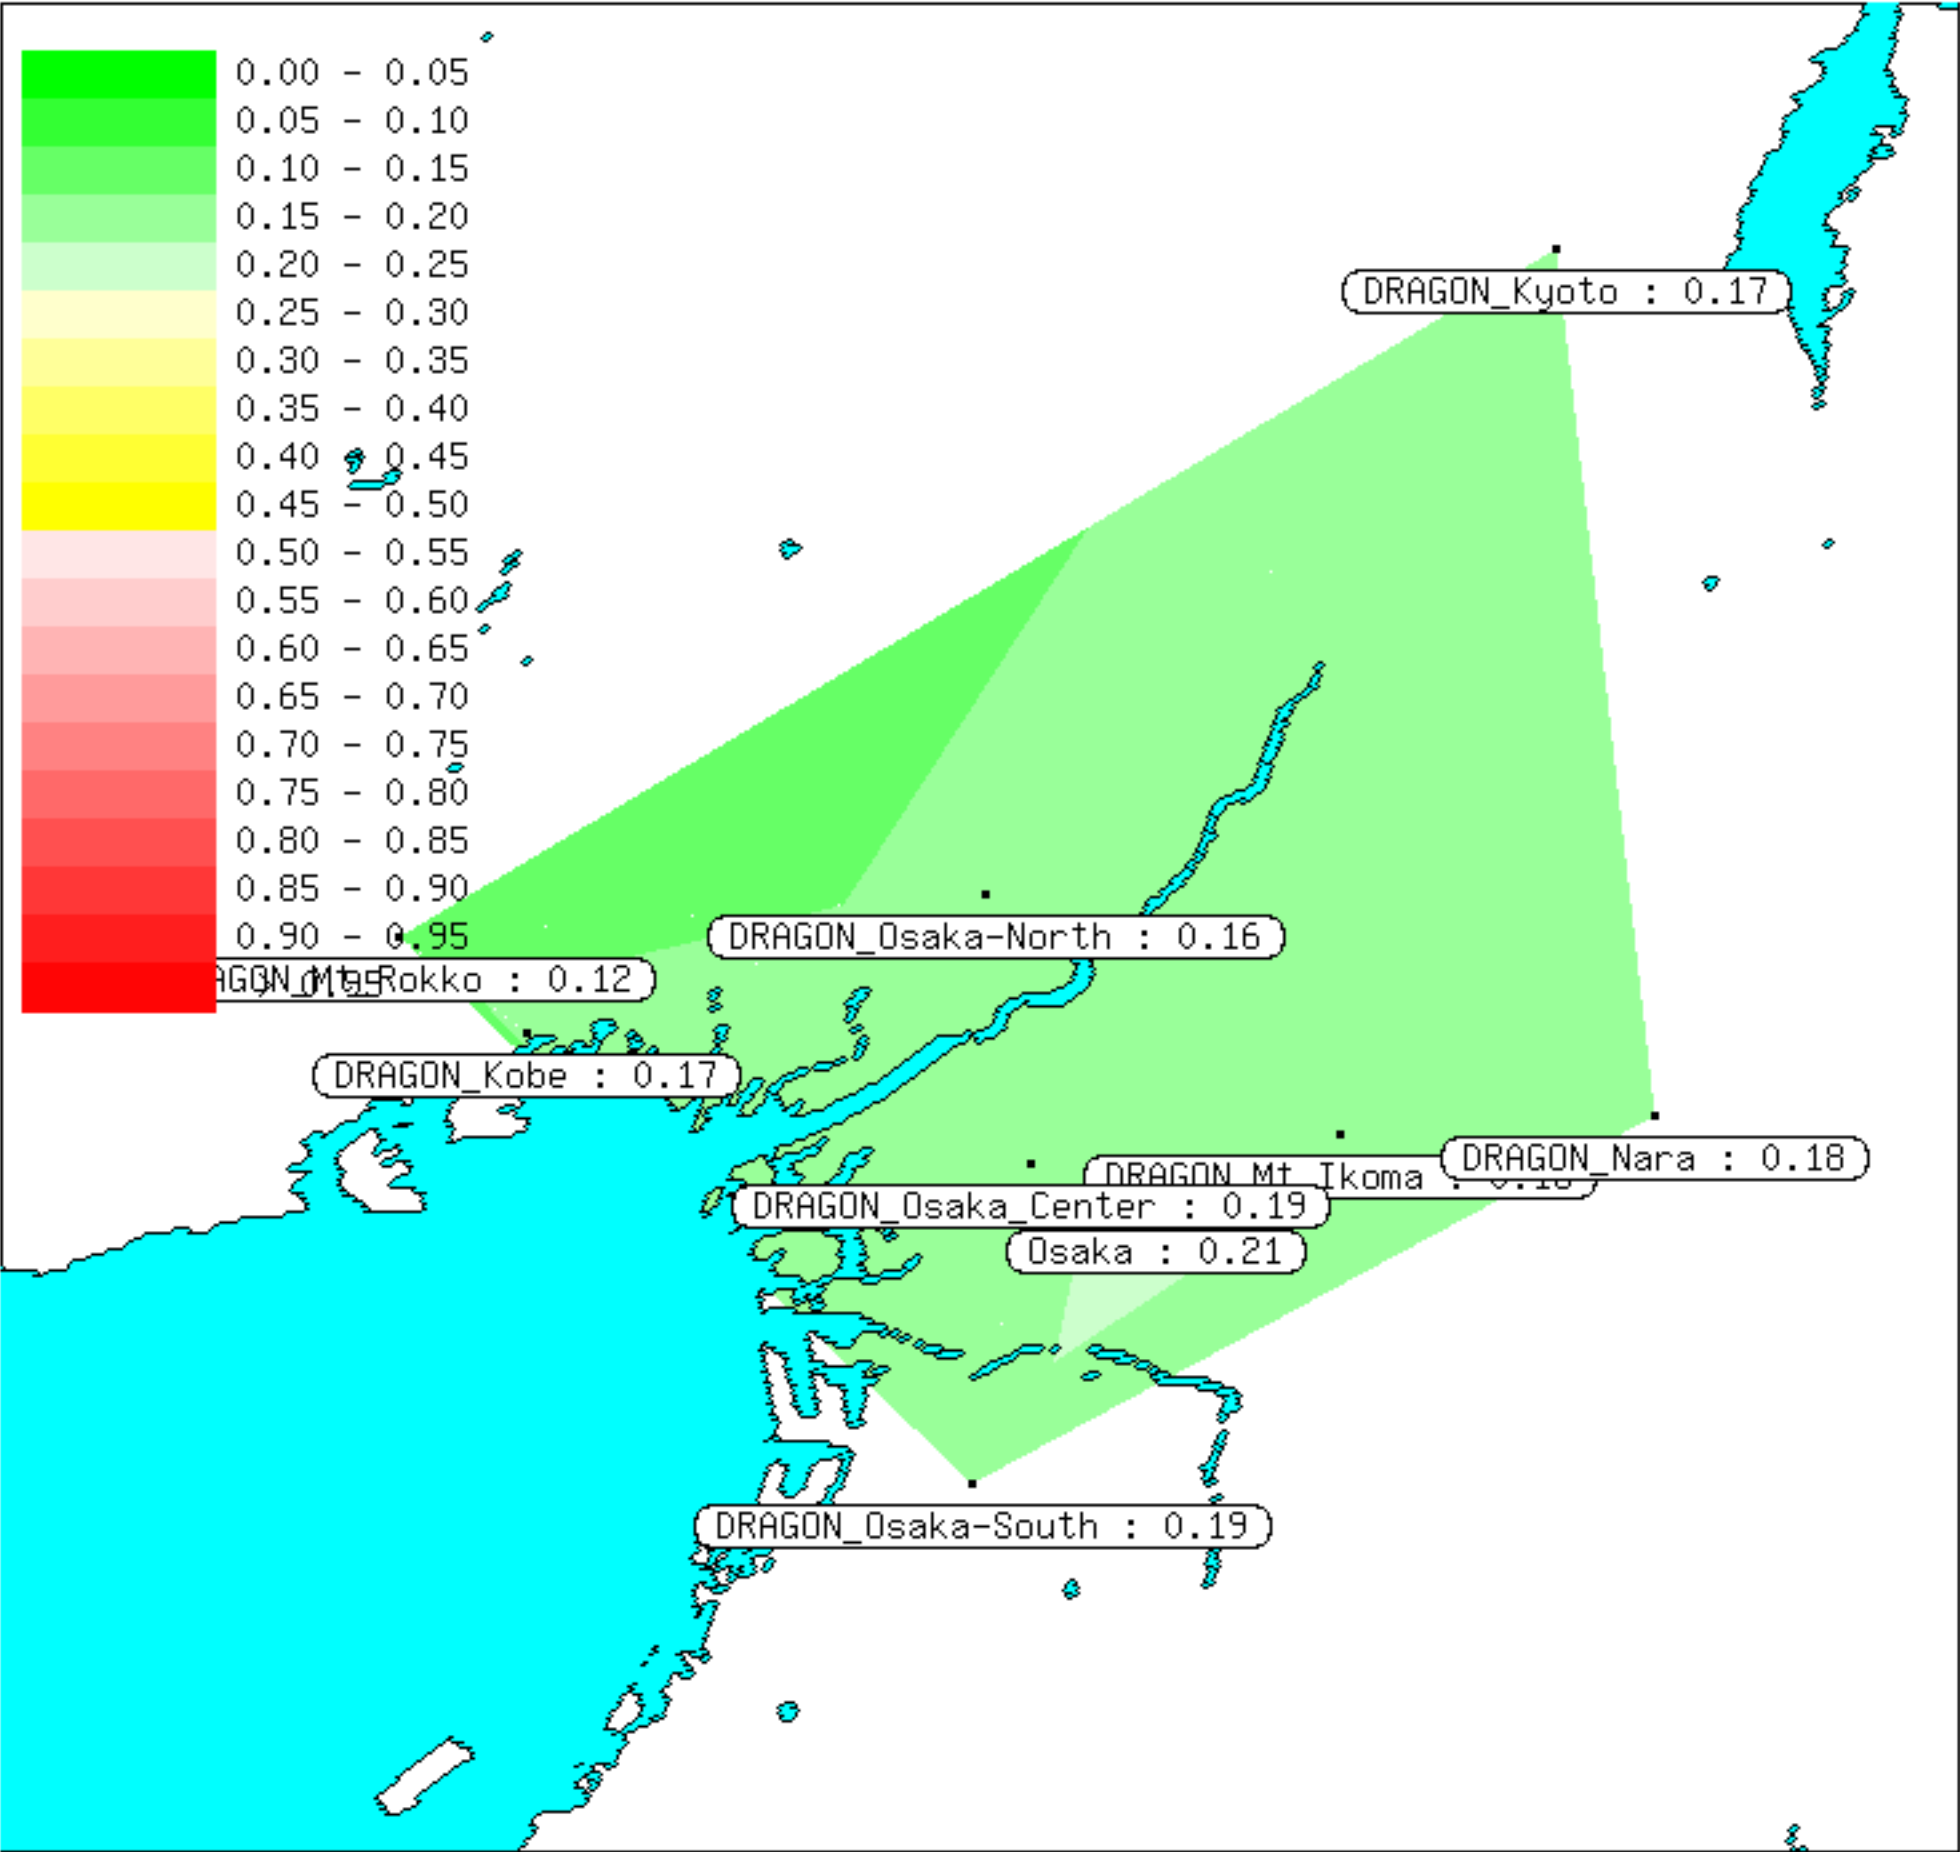 0.00 - 0.05
0.05 - 0.10
0.10 - 0.15
0.15 - 0.20
0.20 - 0.25
DRAGON_Kyoto : 0.17
0.25 - 0.30
0.30 - 0.35
0.35 - 0.40
0.40 - 0.45
0.45 - 0.50
0.50 - 0.55
0.55 - 0.60
0.60 - 0.65
0.65 - 0.70
0.70 - 0.75
0.75 - 0.80
0.80 - 0.85
0.85 - 0.90
0.90 - 0.95
DRAGON_Osaka-North : 0.16
AGON_Mt_Rokko : 0.12
DRAGON_Kobe : 0.17
DRAGON_Nara : 0.18
DRAGON_Mt_Ikoma :
DRAGON_Osaka_Center : 0.19
Osaka : 0.21
DRAGON_Osaka-South : 0.19